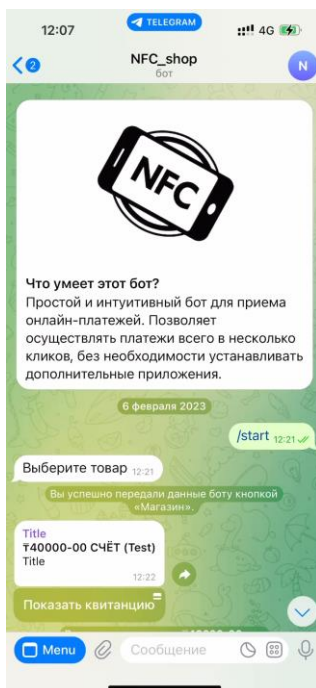 12:07
TELEGRAM
4G
2
NFC_shop
бот
N
NFC
Что умеет этот бот?
Простой и интуитивный бот для приема
онлайн-платежей. Позволяет
осуществлять платежи всего в несколько
кликов, без необходимости устанавливать
дополнительные приложения.
6 февраля 2023
/start 12:21
Выберите товар 12:21
Вы успешно передали данные боту кнопкой
«Магазин».
Title
₸40000-00 СЧЁТ (Test)
Title
12:22
Показать квитанцию
Menu
Сообщение